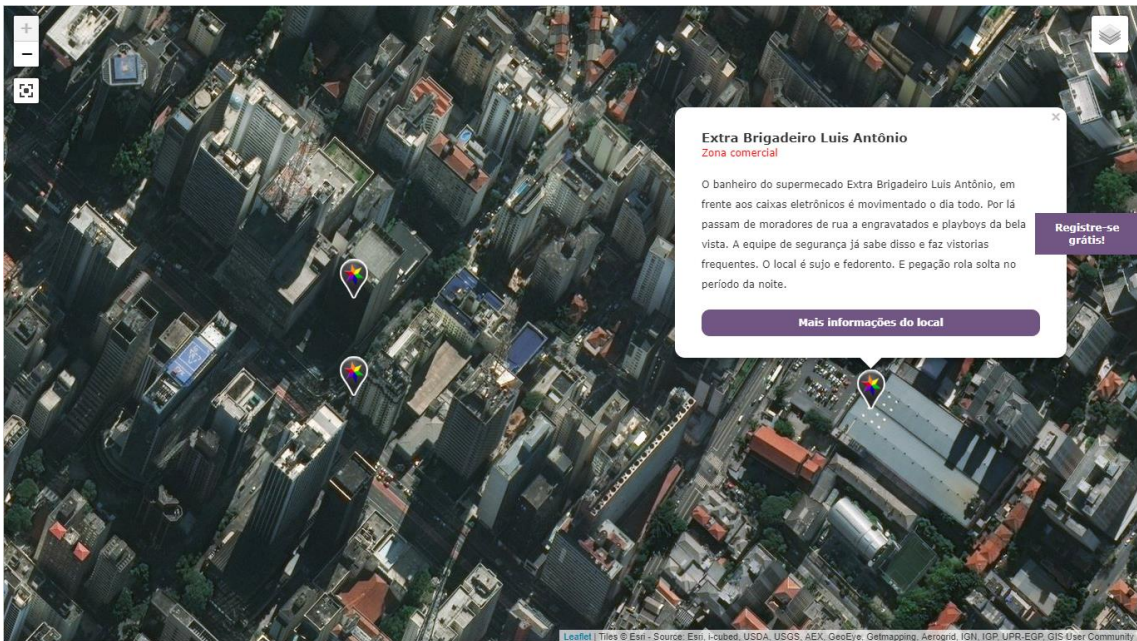 +
−
Extra Brigadeiro Luis Antônio
×
Zona comercial
O banheiro do supermecado Extra Brigadeiro Luis Antônio, em
frente aos caixas eletrônicos é movimentado o dia todo. Por lá
passam de moradores de rua a engravatados e playboys da bela
vista. A equipe de segurança já sabe disso e faz vistorias
frequentes. O local é sujo e fedorento. E pegação rola solta no
período da noite.
Mais informações do local
Registre-se
grátis!
Leaflet | Tiles © Esri - Source: Esri, i-cubed, USDA, USGS, AEX, GeoEye, Getmapping, Aerogrid, IGN, IGP, UPR-EGP, GIS User Communit